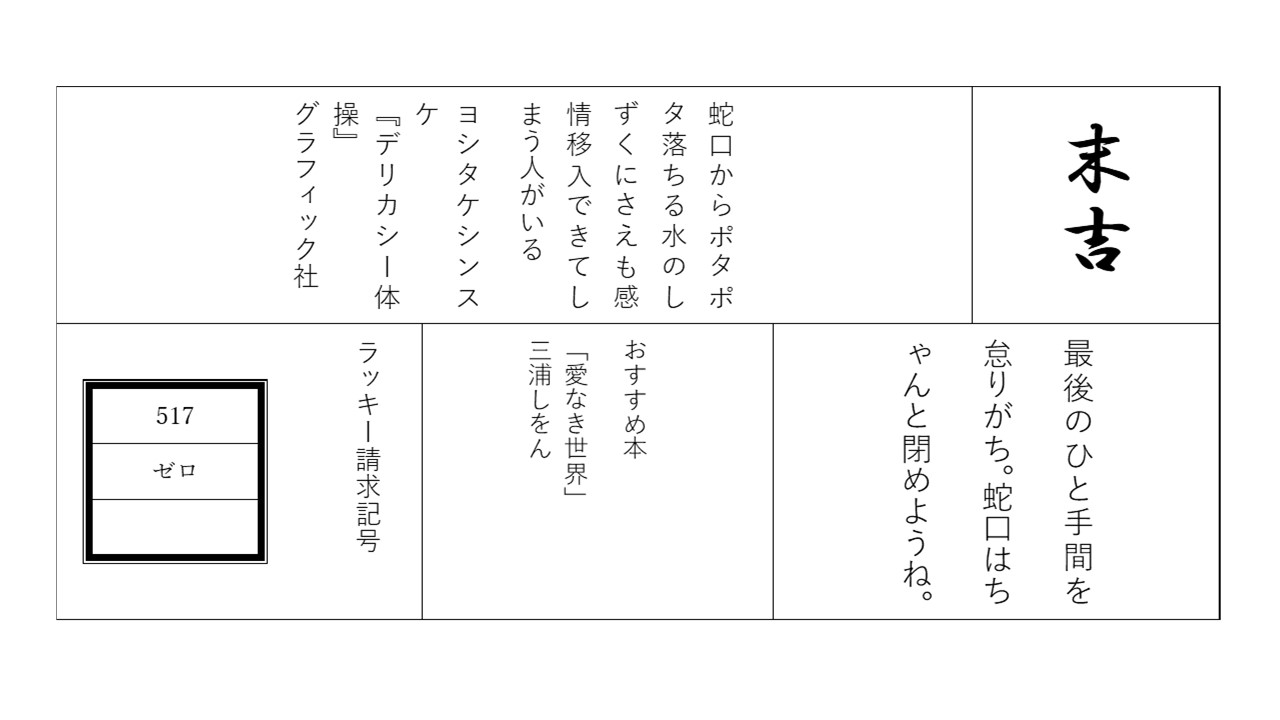 末吉
蛇口からポタポ
タ落ちる水のし
ずくにさえも感
情移入できてし
まう人がいる
ヨシタケシンス
ケ
『デリカシー体
操』
グラフィック社
最後のひと手間を
怠りがち。蛇口はち
ゃんと閉めようね。
おすすめ本
「愛なき世界」
三浦しをん
ラッキー請求記号
517
ゼロ